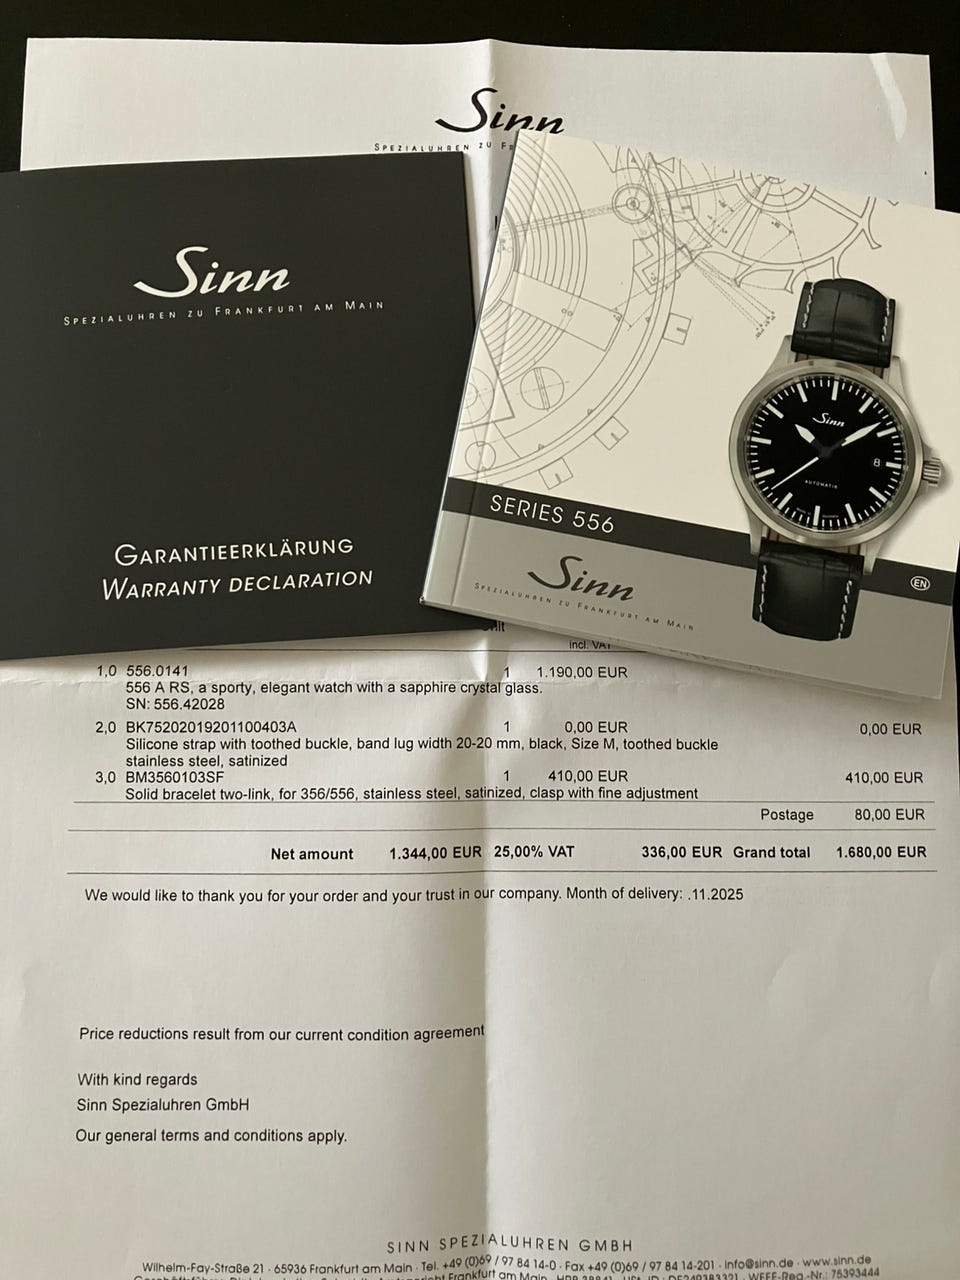 Sinn
SPEZIALUHREN ZU
Sinn
SPEZIALUHREN ZU FRANKFURT AM MAIN
GARANTIEERKLÄRUNG
WARRANTY DECLARATION
Sinn
8
AUTOMATIK
SERIES 556
EN
Sinn
SPEZIALUHREN ZU FRANKFURT AM MAIN
incl. VAT
1,0 556.0141 1 1.190,00 EUR
556 A RS, a sporty, elegant watch with a sapphire crystal glass.
SN: 556.42028
2,0 BK75202019201100403A 1 0,00 EUR 0,00 EUR
Silicone strap with toothed buckle, band lug width 20-20 mm, black, Size M, toothed buckle
stainless steel, satinized
3,0 BM3560103SF 1 410,00 EUR 410,00 EUR
Solid bracelet two-link, for 356/556, stainless steel, satinized, clasp with fine adjustment
Postage 80,00 EUR
Net amount 1.344,00 EUR 25,00% VAT 336,00 EUR Grand total 1.680,00 EUR
We would like to thank you for your order and your trust in our company. Month of delivery: .11.2025
Price reductions result from our current condition agreement
With kind regards
Sinn Spezialuhren GmbH
Our general terms and conditions apply.
SINN SPEZIALUHREN GMBH
Wilhelm-Fay-Straße 21 · 65936 Frankfurt am Main · Tel. +49 (0)69 / 97 84 14-0 · Fax +49 (0)69 / 97 84 14-201 · info@sinn.de · www.sinn.de
Frankfurt am Main